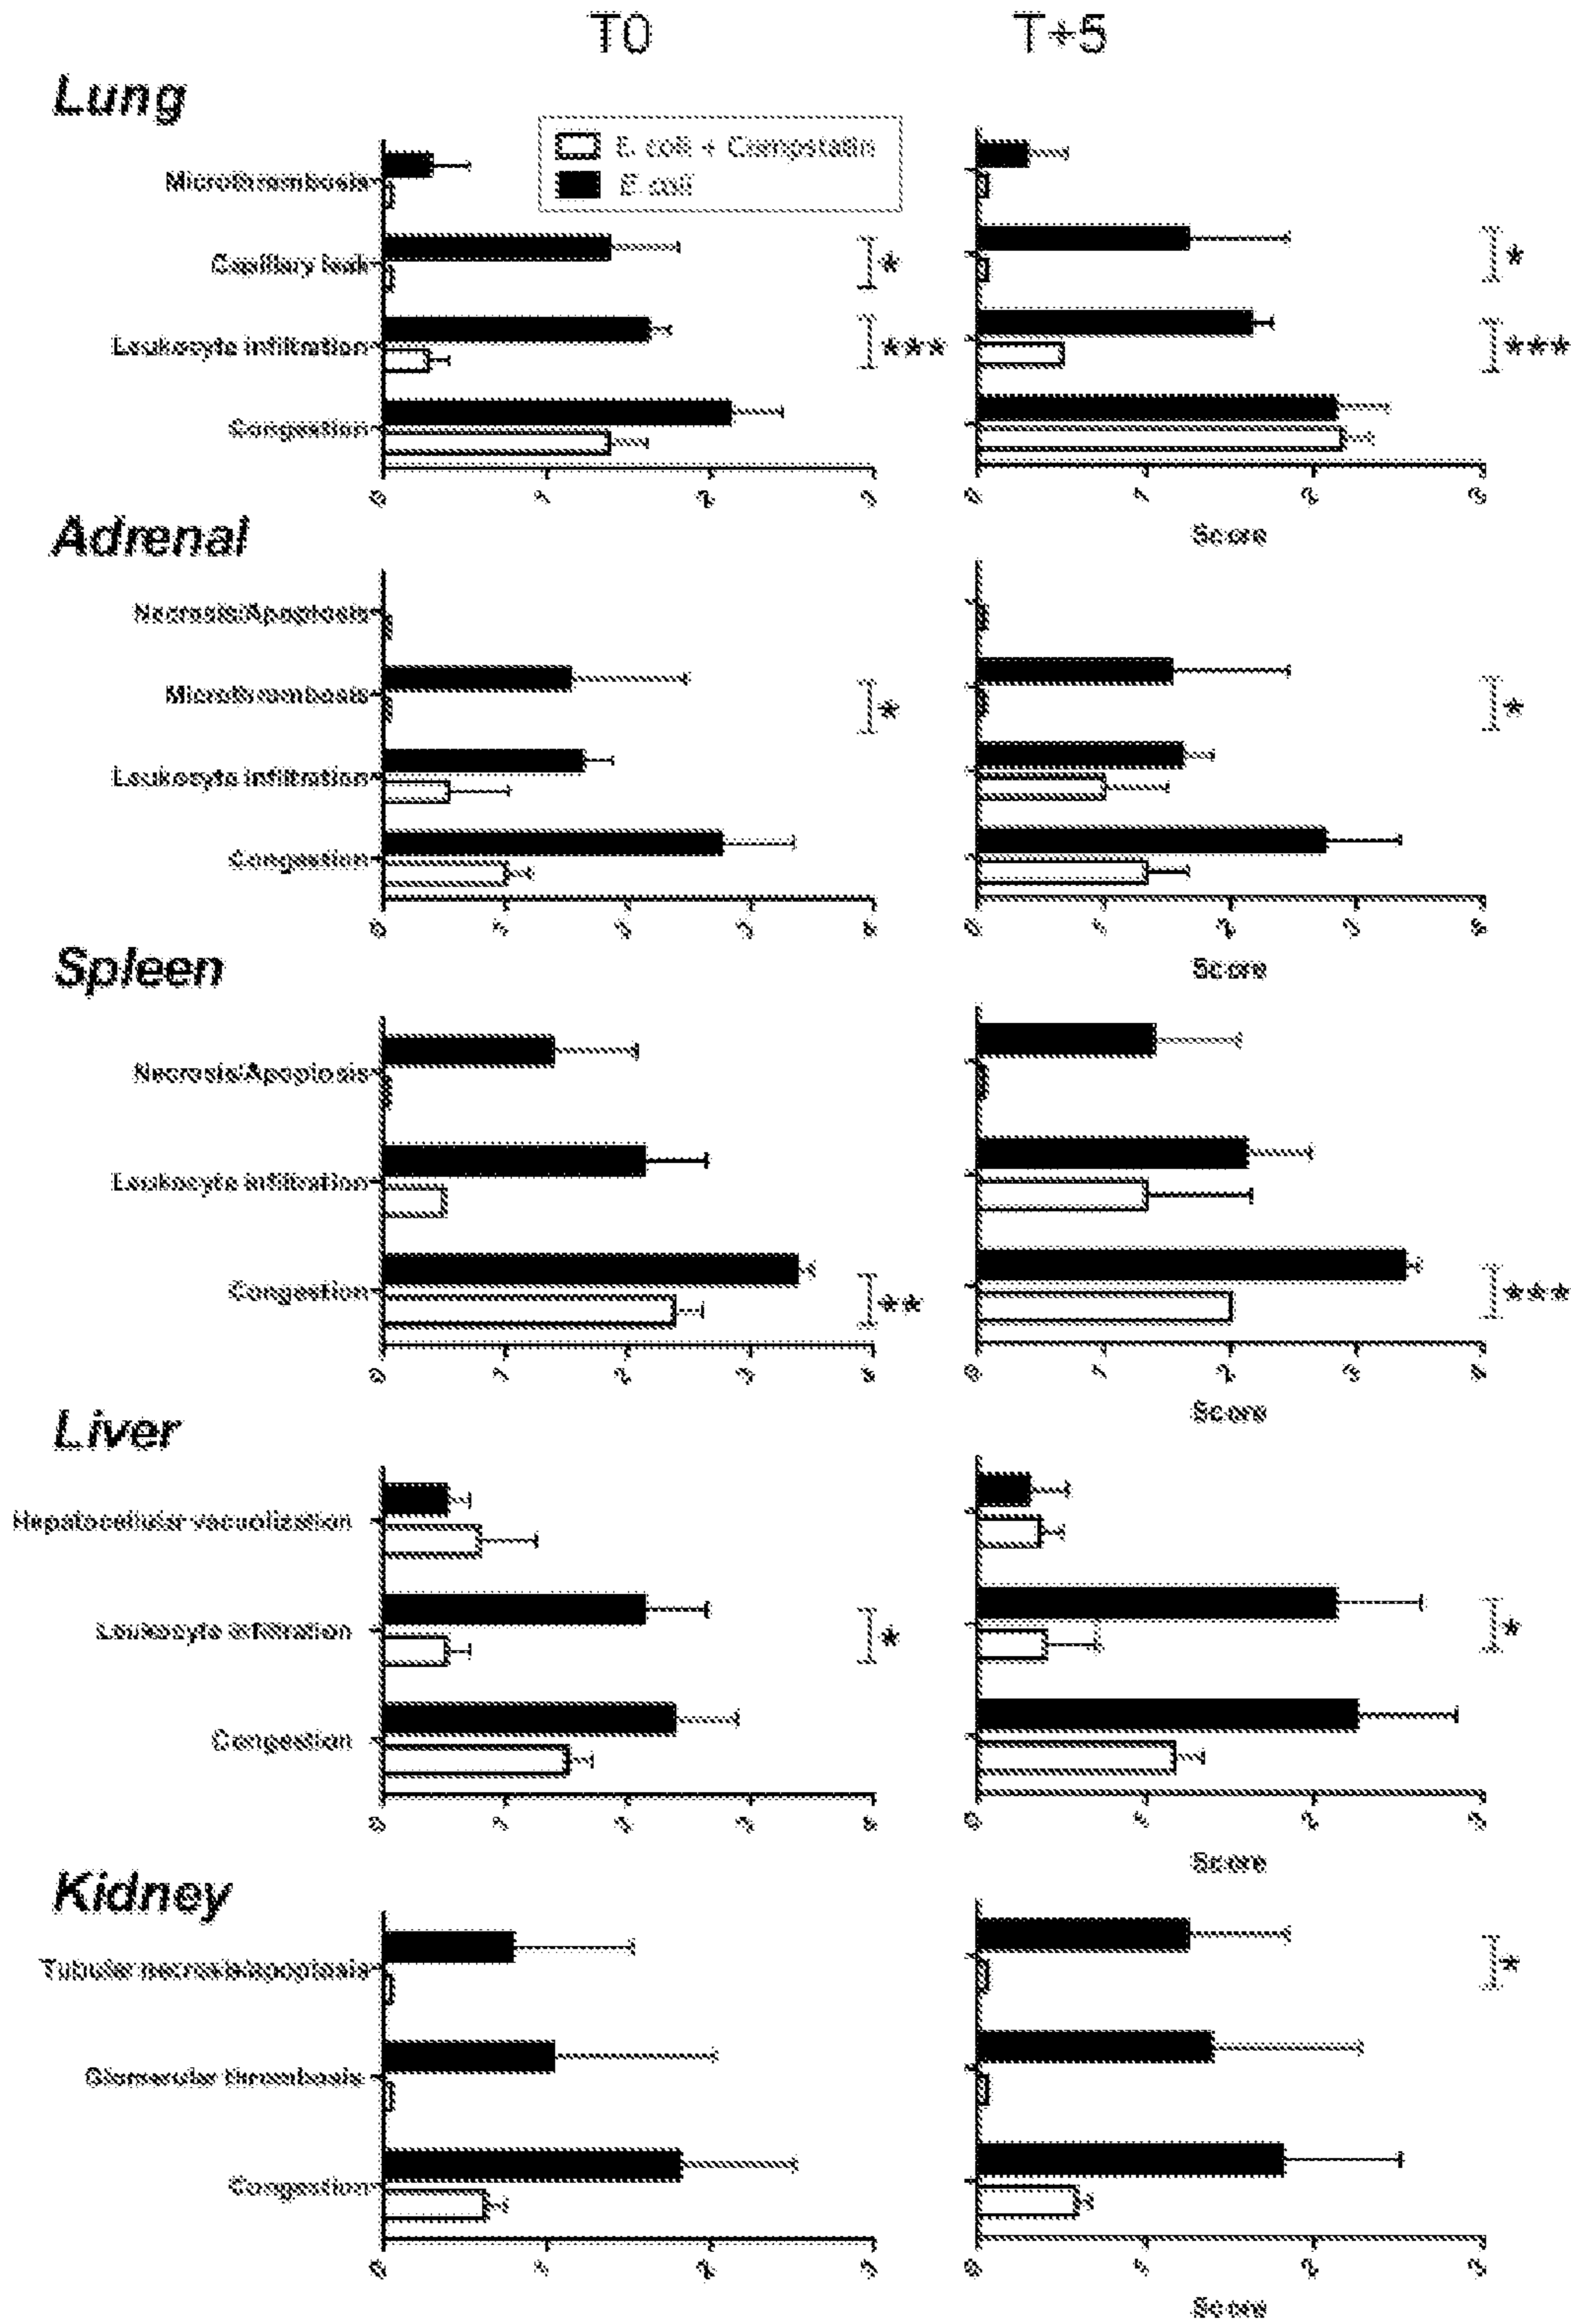 T0 T+5
Lung
E. coli + Compstatin
E. coli
Microthrombosis
Capillary leak
* *
Leukocyte infiltration
*** ***
Congestion
0 1 2 3 0 1 2 3
Score
Adrenal
Necrosis/Apoptosis
Microthrombosis
* *
Leukocyte infiltration
Congestion
0 1 2 3 4 0 1 2 3 4
Score
Spleen
Necrosis/Apoptosis
Leukocyte infiltration
Congestion
** ***
0 1 2 3 4 0 1 2 3 4
Score
Liver
Hepatocellular vacuolization
Leukocyte infiltration
* *
Congestion
0 1 2 3 4 0 1 2 3
Score
Kidney
Tubular necrosis/apoptosis
*
Glomerular thrombosis
Congestion
0 1 2 3 0 1 2
Score